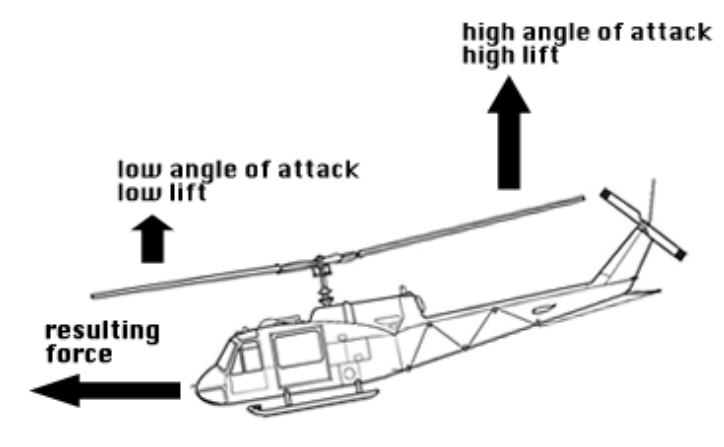 high angle of attack
high lift
low angle of attack
low lift
resulting
force